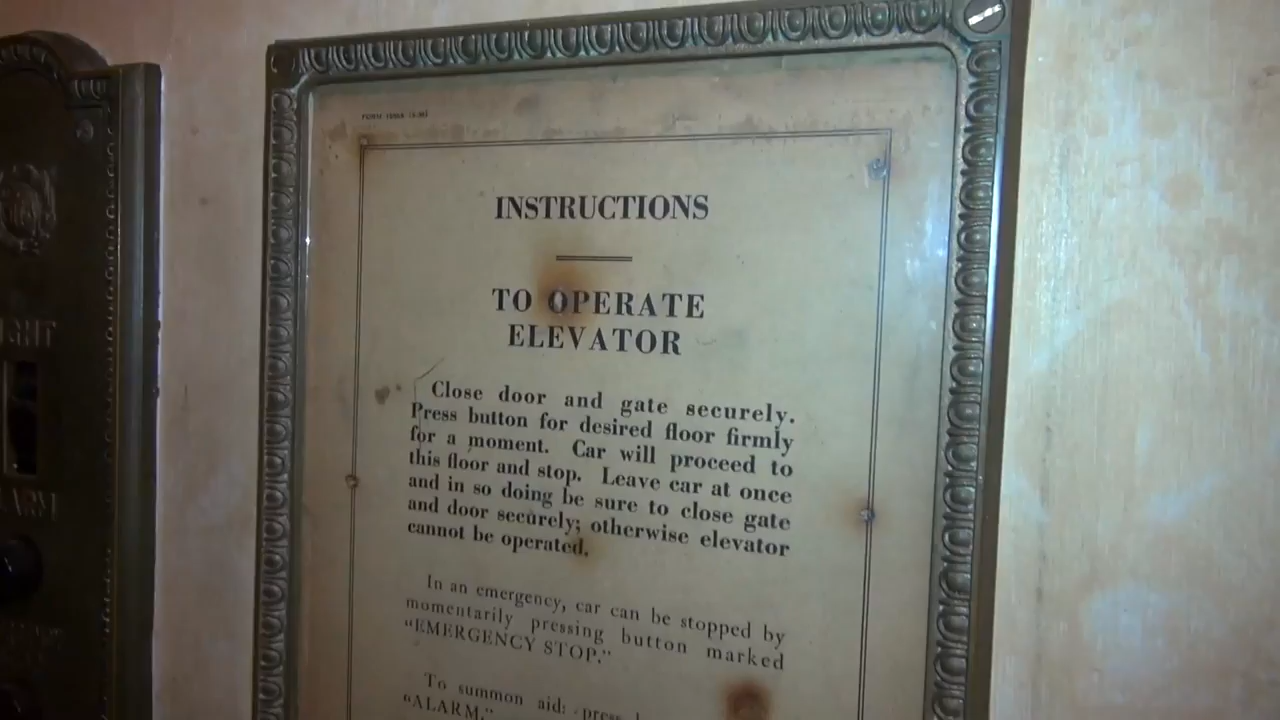 INSTRUCTIONS
TO OPERATE
ELEVATOR
Close door and gate securely.
Press button for desired floor firmly
for a moment. Car will proceed to
this floor and stop. Leave car at once
and in so doing be sure to close gate
and door securely; otherwise elevator
cannot be operated.
In an emergency, car can be stopped by
momentarily pressing button marked
“EMERGENCY STOP.”
To summon aid: press
“ALARM.”